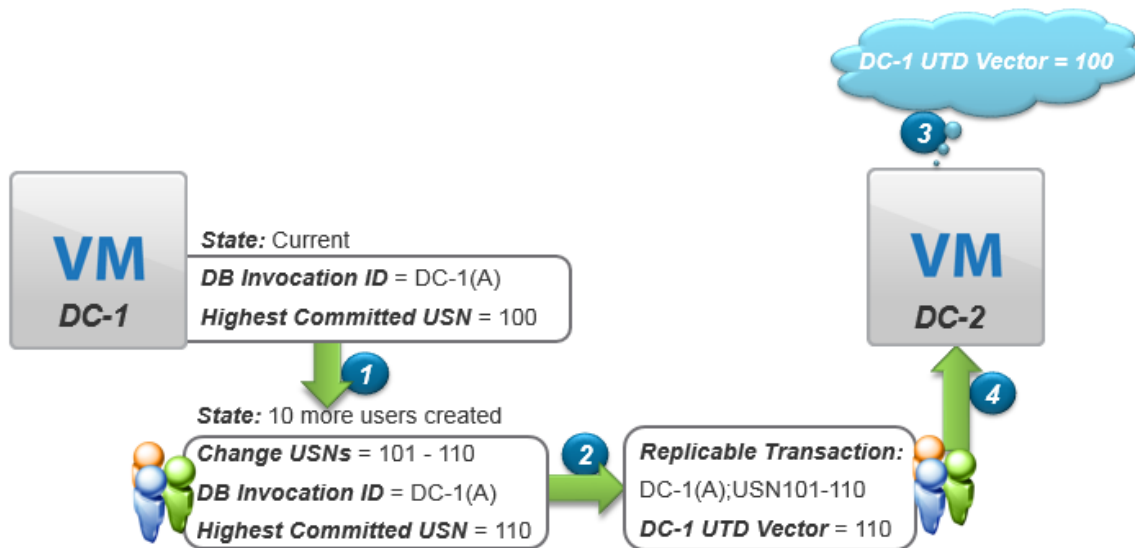 DC-1 UTD Vector = 100
3
VM
DC-1
State: Current
DB Invocation ID = DC-1(A)
Highest Committed USN = 100
VM
DC-2
1
4
State: 10 more users created
Change USNs = 101 - 110
DB Invocation ID = DC-1(A)
Highest Committed USN = 110
2
Replicable Transaction:
DC-1(A);USN101-110
DC-1 UTD Vector = 110